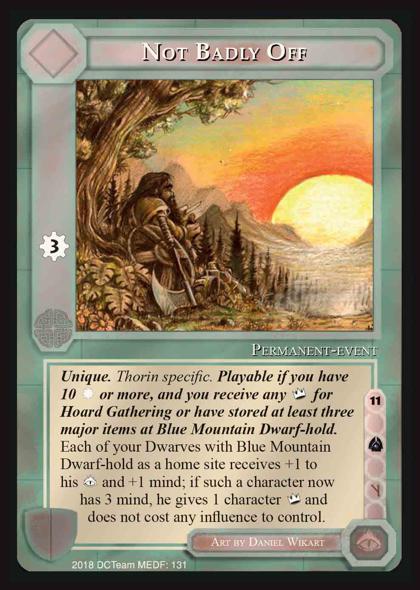 Not Badly Off
3
Permanent-event
Unique. Thorin specific. Playable if you have
10 or more, and you receive any for
Hoard Gathering or have stored at least three
major items at Blue Mountain Dwarf-hold.
Each of your Dwarves with Blue Mountain
Dwarf-hold as a home site receives +1 to
his and +1 mind; if such a character now
has 3 mind, he gives 1 character and
does not cost any influence to control.
11
Art by Daniel Wikart
2018 DCTeam MEDF: 131